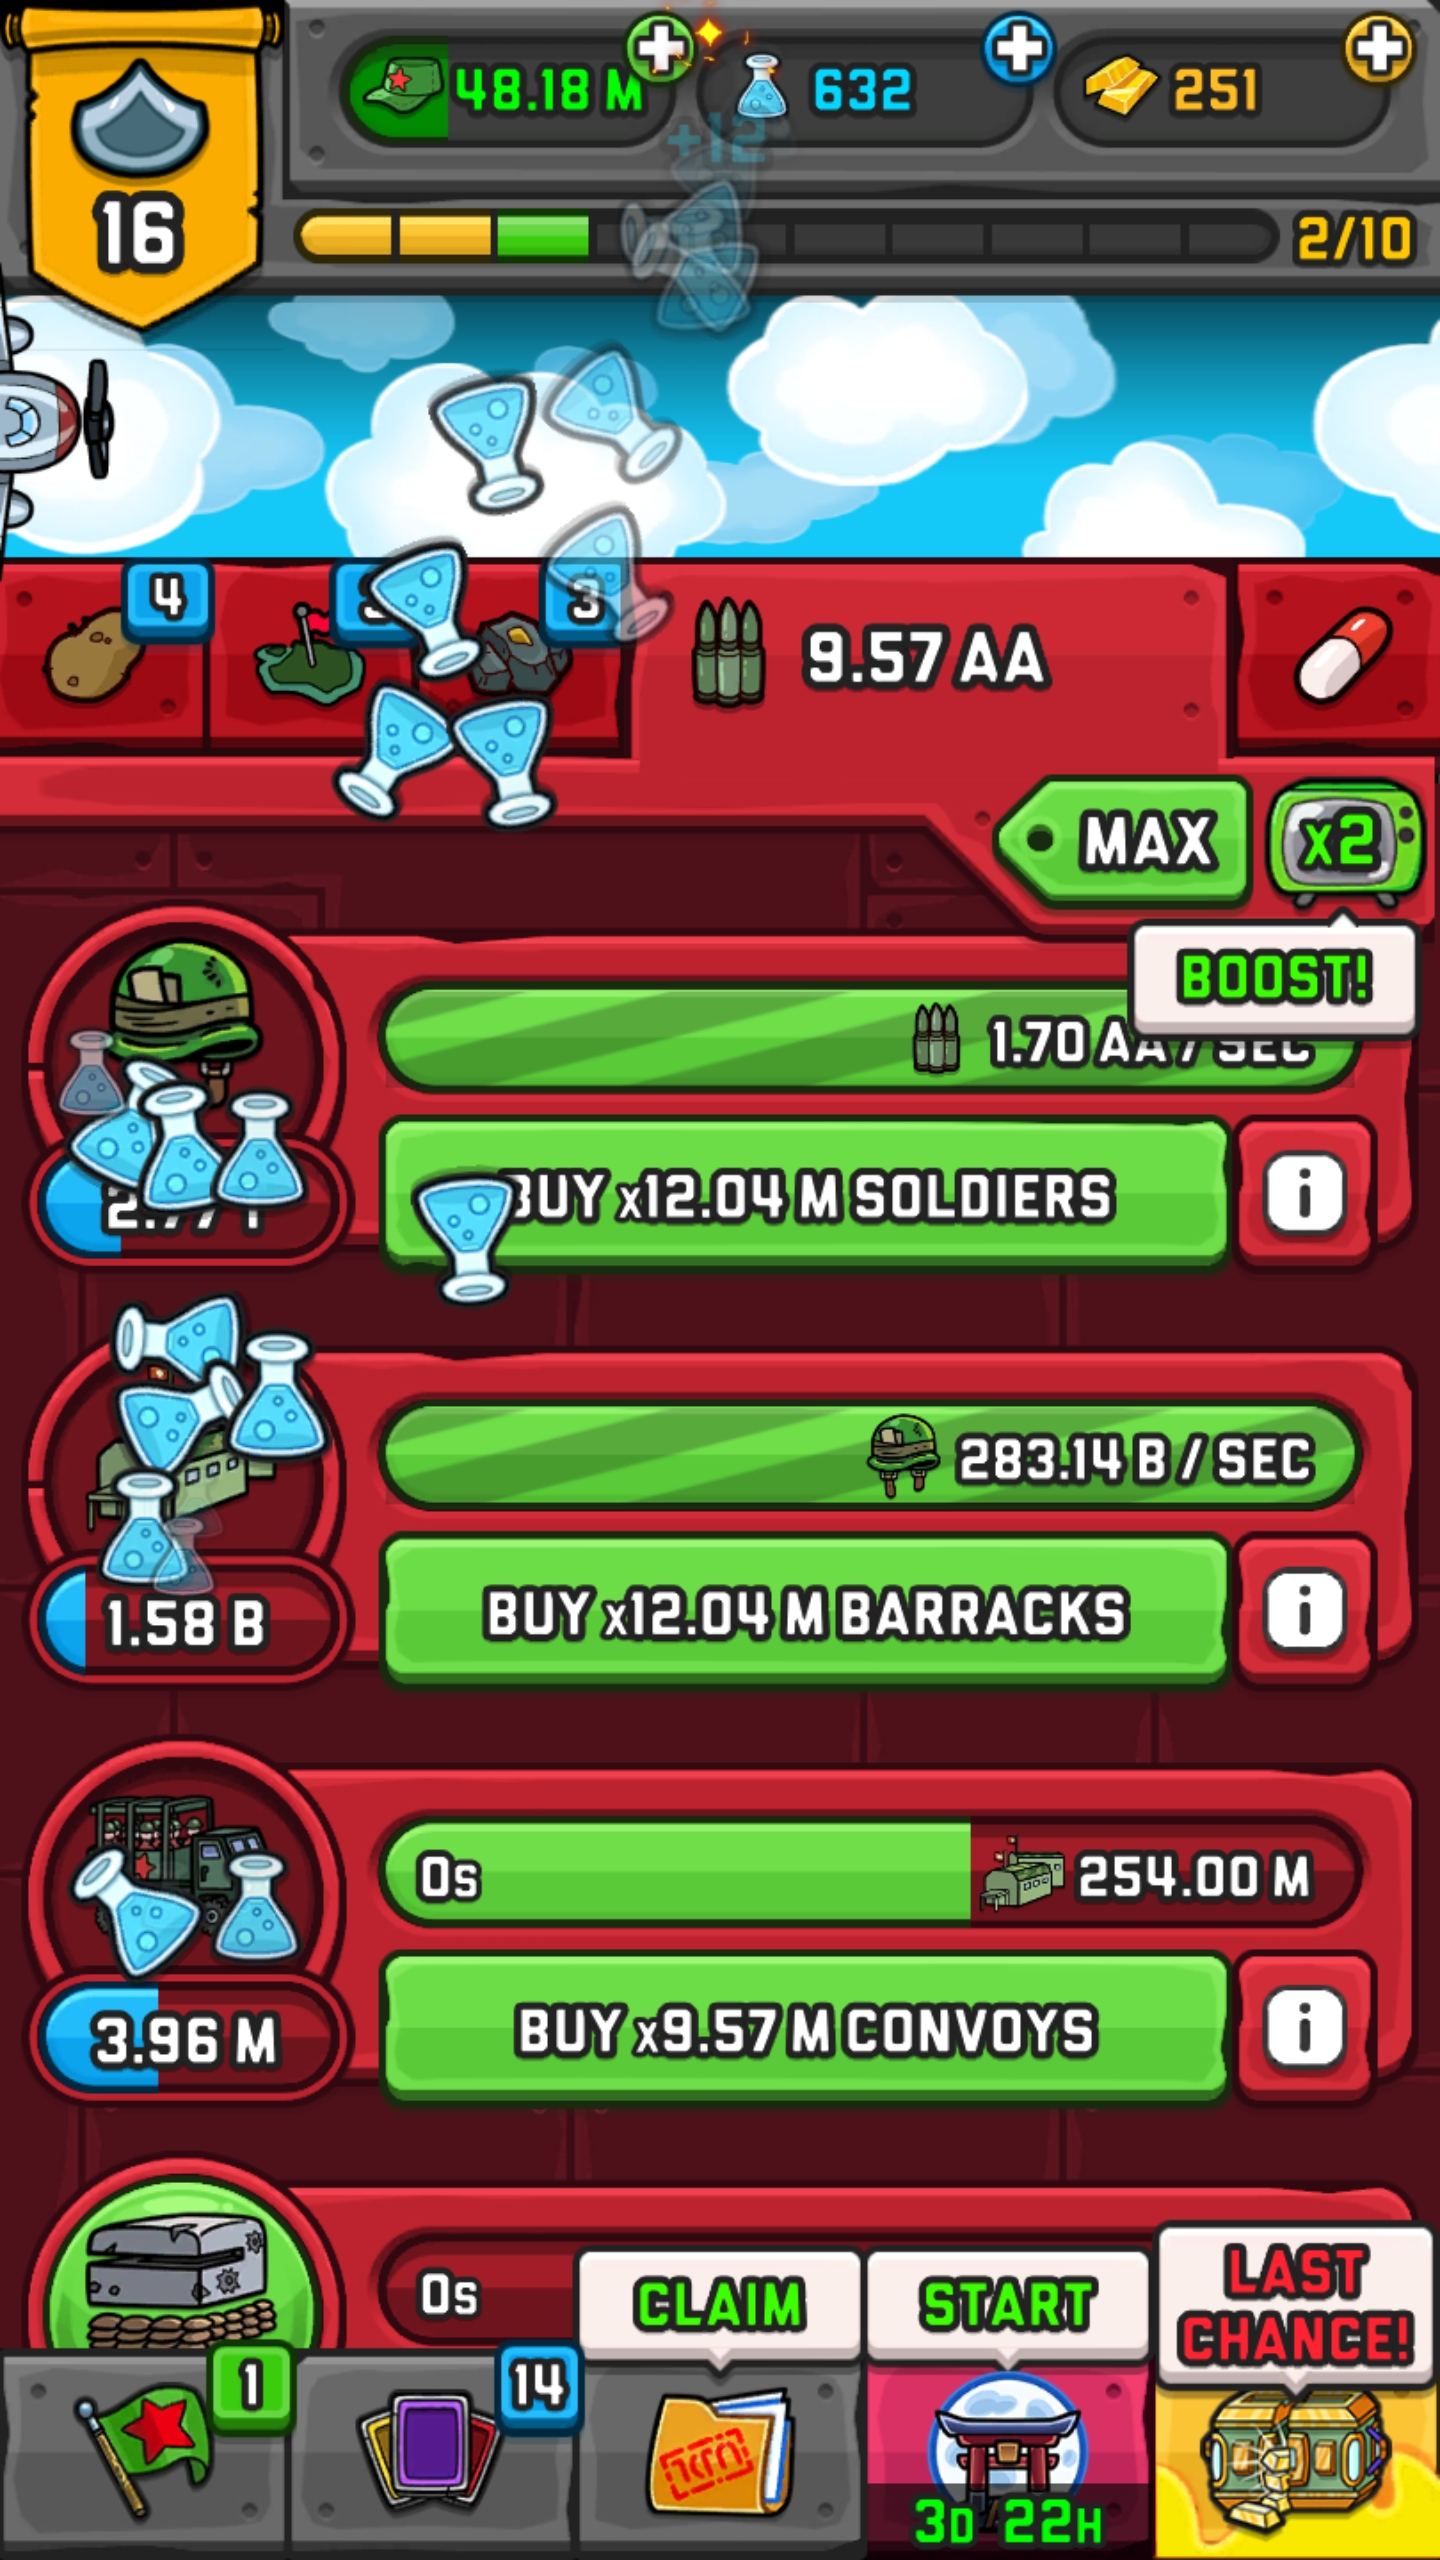 48.18 M
632
251
+12
16
2/10
4
3
9.57 AA
MAX
x2
BOOST!
1.70 AA / SEC
BUY x12.04 M SOLDIERS
283.14 B / SEC
1.58 B
BUY x12.04 M BARRACKS
0s
254.00 M
3.96 M
BUY x9.57 M CONVOYS
0s
CLAIM
START
LAST
CHANCE!
1
14
3D 22H